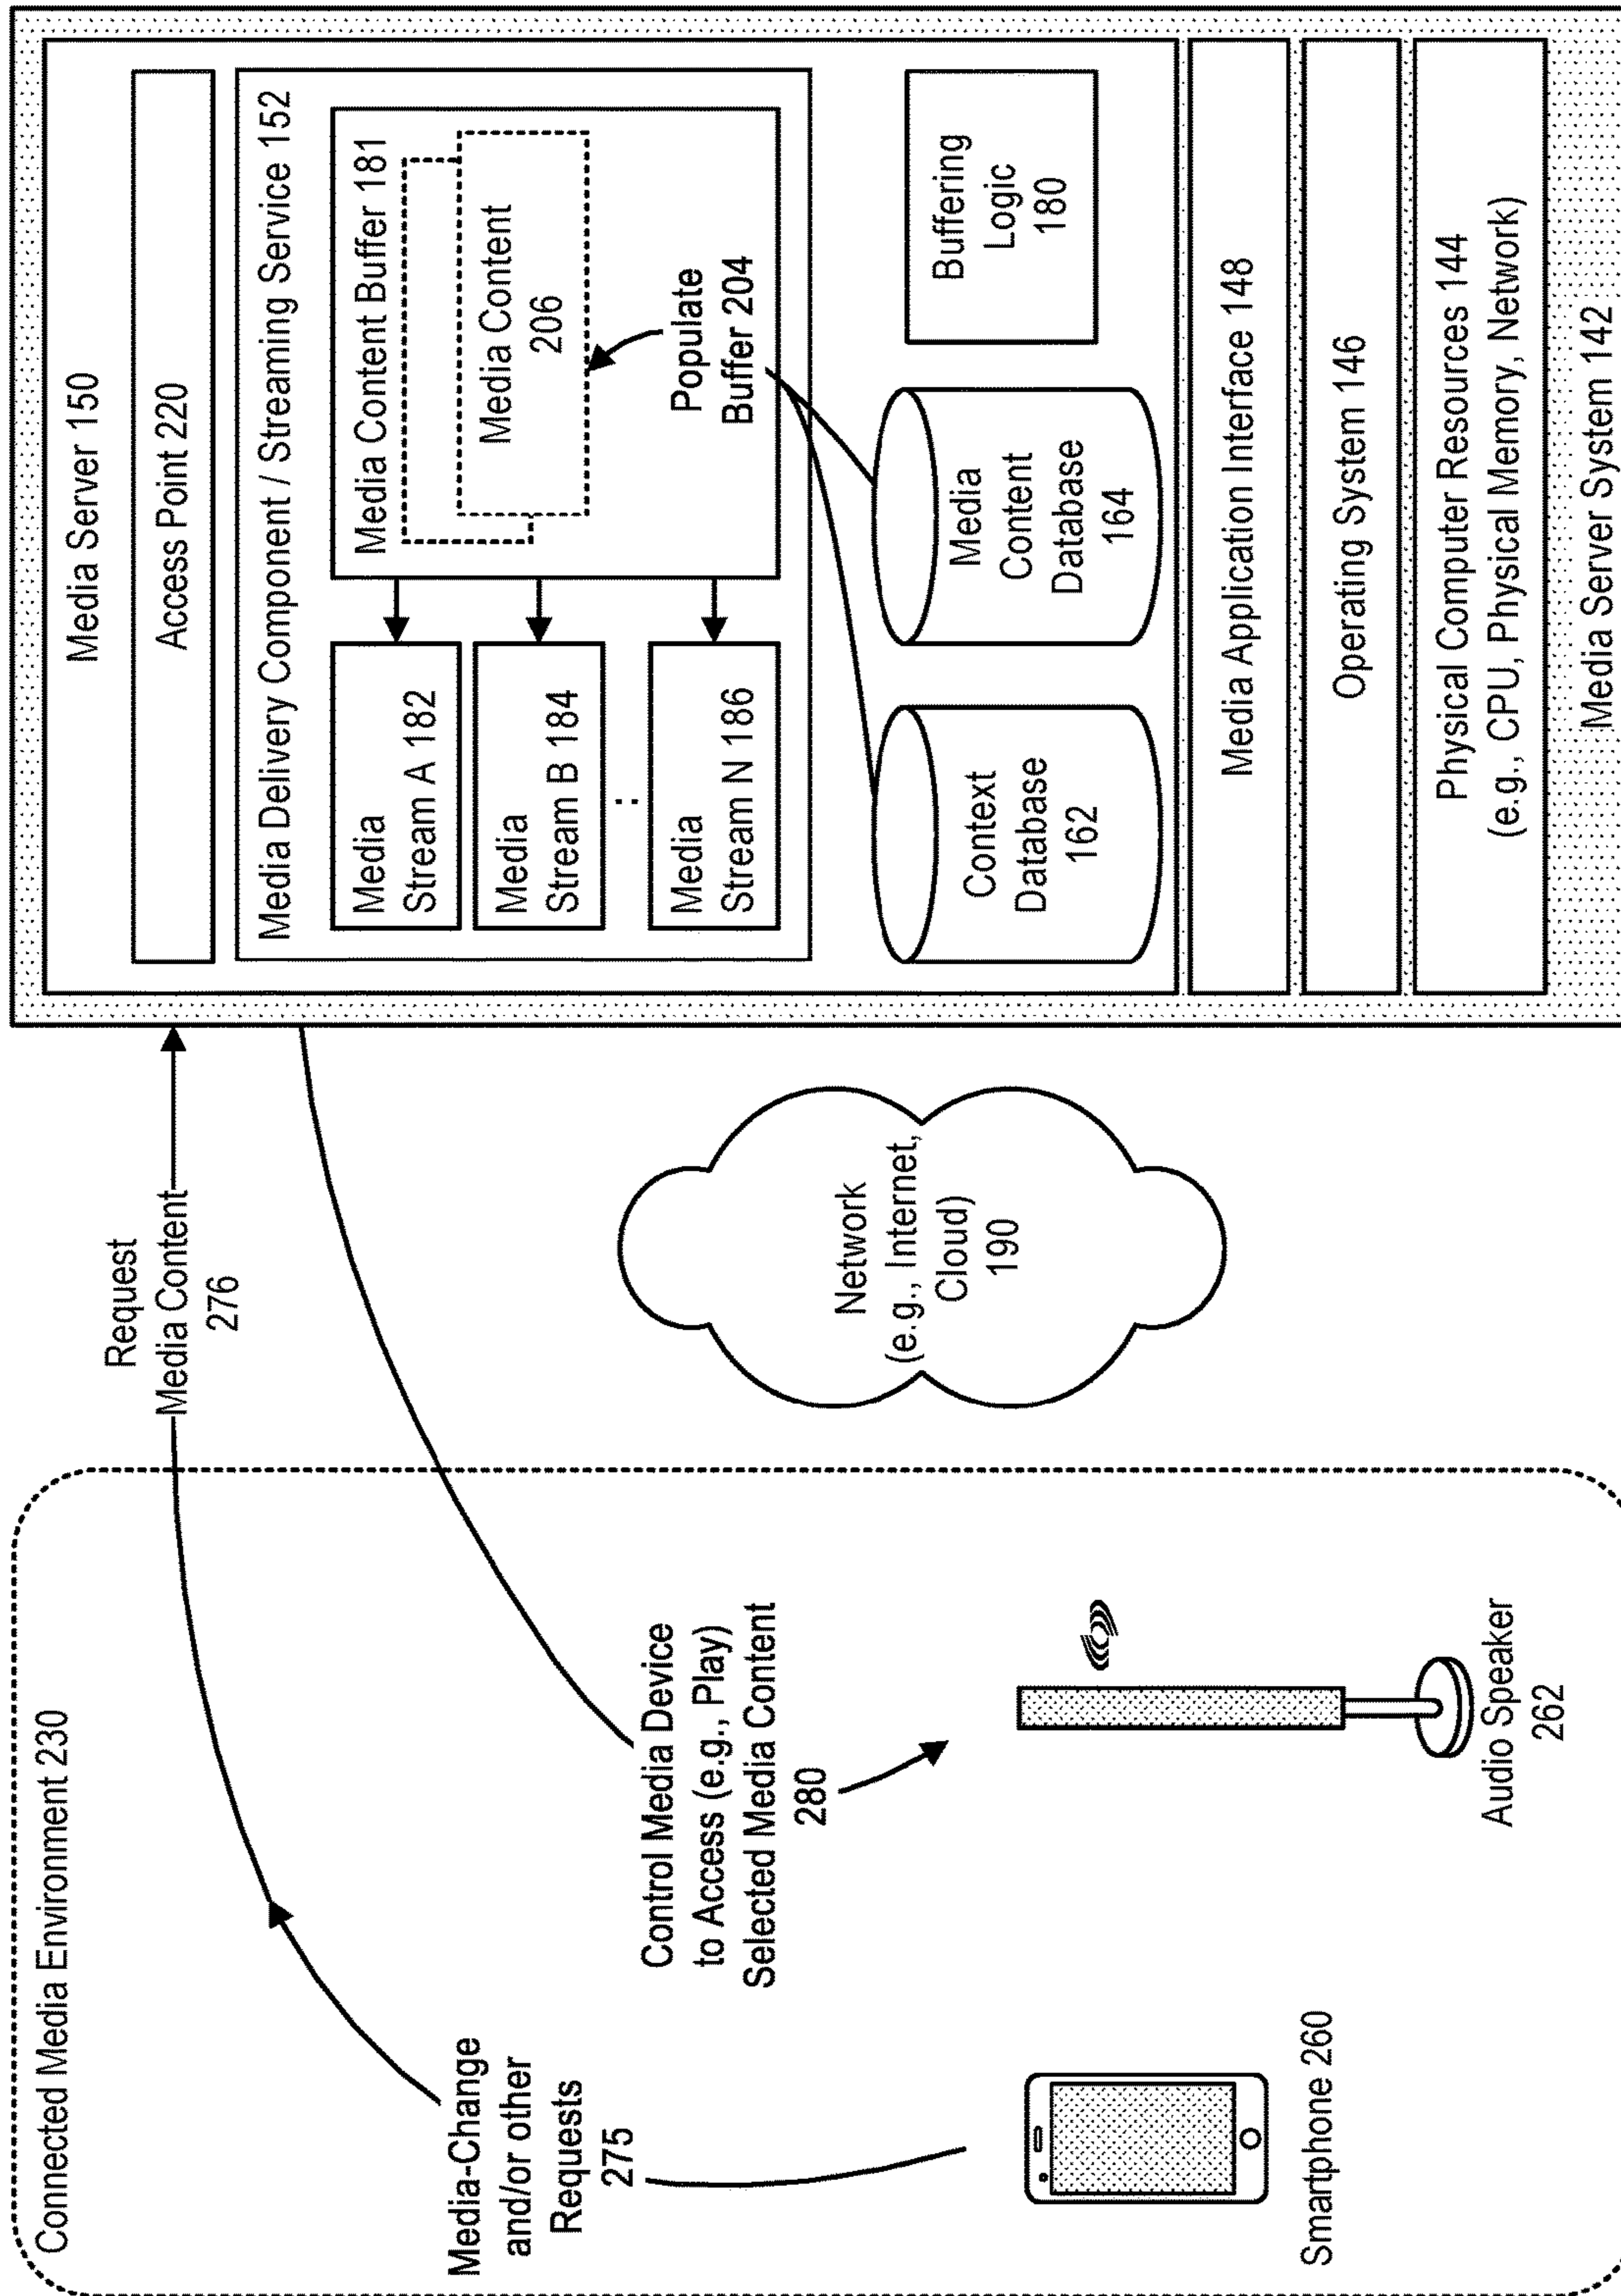 Connected Media Environment 230
Media-Change
and/or other
Requests
275
Smartphone 260
Control Media Device
to Access (e.g., Play)
Selected Media Content
280
Audio Speaker
262
Request
Media Content
276
Network
(e.g., Internet,
Cloud)
190
Media Server 150
Access Point 220
Media Delivery Component / Streaming Service 152
Media
Stream A 182
Media
Stream B 184
:
Media
Stream N 186
Media Content Buffer 181
Media Content
206
Populate
Buffer 204
Context
Database
162
Media
Content
Database
164
Buffering
Logic
180
Media Application Interface 148
Operating System 146
Physical Computer Resources 144
(e.g., CPU, Physical Memory, Network)
Media Server System 142